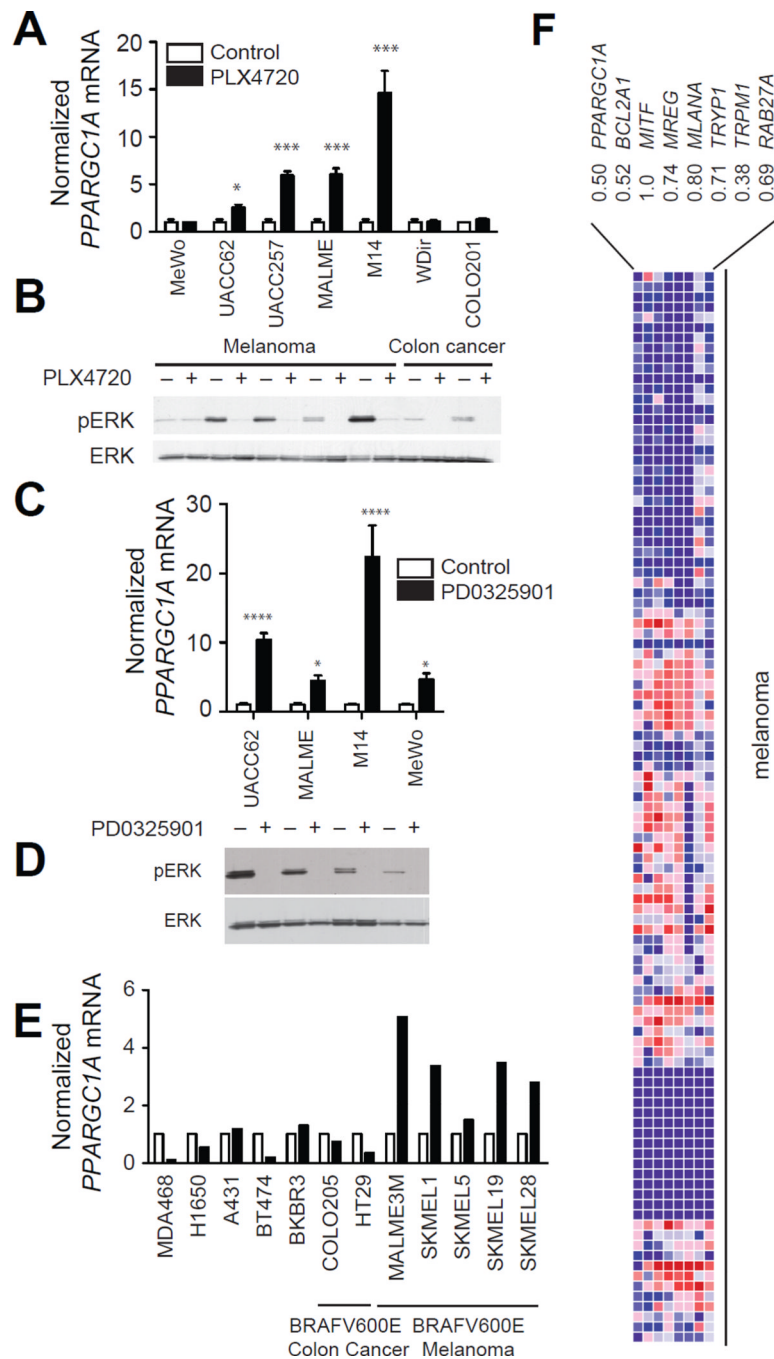 A
Normalized
PPARGC1A mRNA
20
15
10
5
0
Control
PLX4720
*
***
***
***
MeWo
UACC62
UACC257
MALME
M14
WDir
COLO201
B
Melanoma
Colon cancer
PLX4720 – + – + – + – + – + – + – +
pERK
ERK
C
Normalized
PPARGC1A mRNA
30
20
10
0
Control
PD0325901
****
*
****
*
UACC62
MALME
M14
MeWo
D
PD0325901 – + – + – + – +
pERK
ERK
E
Normalized
PPARGC1A mRNA
6
4
2
0
MDA468
H1650
A431
BT474
BKBR3
COLO205
HT29
MALME3M
SKMEL1
SKMEL5
SKMEL19
SKMEL28
BRAFV600E
Colon Cancer
BRAFV600E
Melanoma
F
0.50 PPARGC1A
0.52 BCL2A1
1.0 MITF
0.74 MREG
0.80 MLANA
0.71 TRYP1
0.38 TRPM1
0.69 RAB27A
melanoma